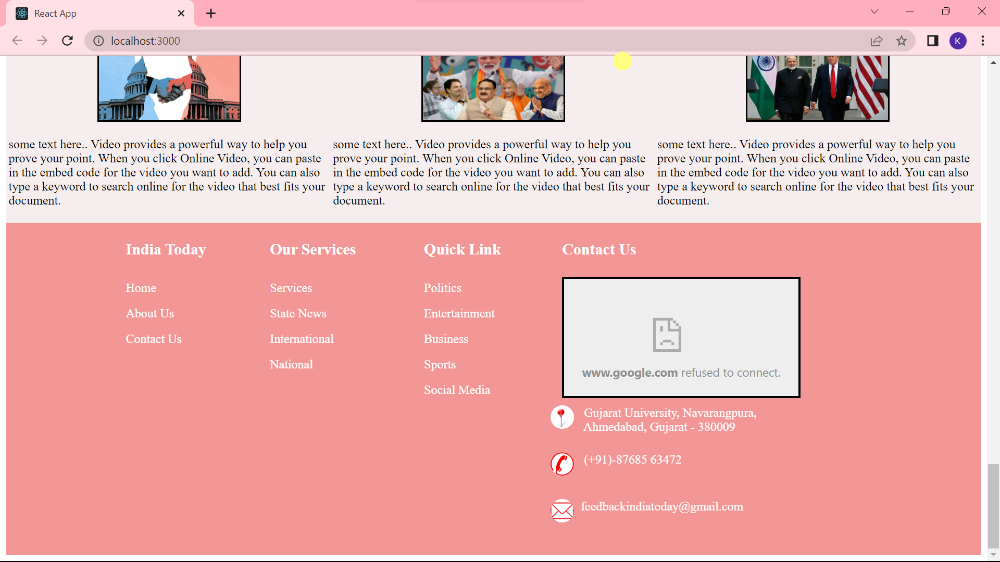 React App
localhost:3000
K
some text here.. Video provides a powerful way to help you
prove your point. When you click Online Video, you can paste
in the embed code for the video you want to add. You can also
type a keyword to search online for the video that best fits your
document.
some text here.. Video provides a powerful way to help you
prove your point. When you click Online Video, you can paste
in the embed code for the video you want to add. You can also
type a keyword to search online for the video that best fits your
document.
some text here.. Video provides a powerful way to help you
prove your point. When you click Online Video, you can paste
in the embed code for the video you want to add. You can also
type a keyword to search online for the video that best fits your
document.
India Today
Home
About Us
Contact Us
Our Services
Services
State News
International
National
Quick Link
Politics
Entertainment
Business
Sports
Social Media
Contact Us
www.google.com refused to connect.
Gujarat University, Navarangpura,
Ahmedabad, Gujarat - 380009
(+91)-87685 63472
feedbackindiatoday@gmail.com